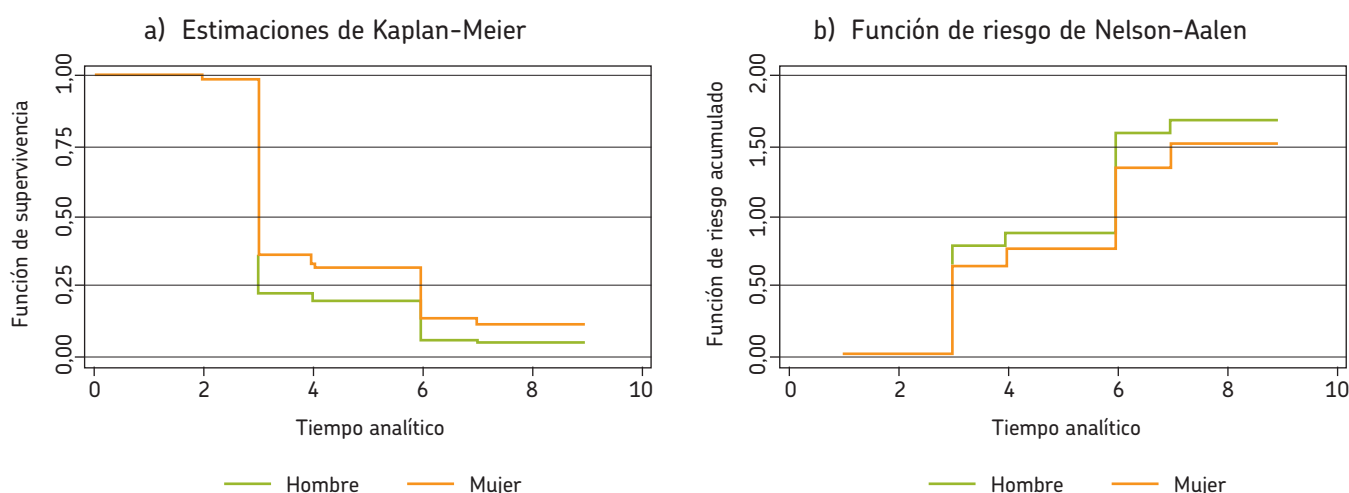 a) Estimaciones de Kaplan-Meier
Función de supervivencia
1,00
0,75
0,50
0,25
0,00
0 2 4 6 8 10
Tiempo analítico
Hombre Mujer
b) Función de riesgo de Nelson-Aalen
Función de riesgo acumulado
2,00
1,50
1,00
0,50
0,00
0 2 4 6 8 10
Tiempo analítico
Hombre Mujer